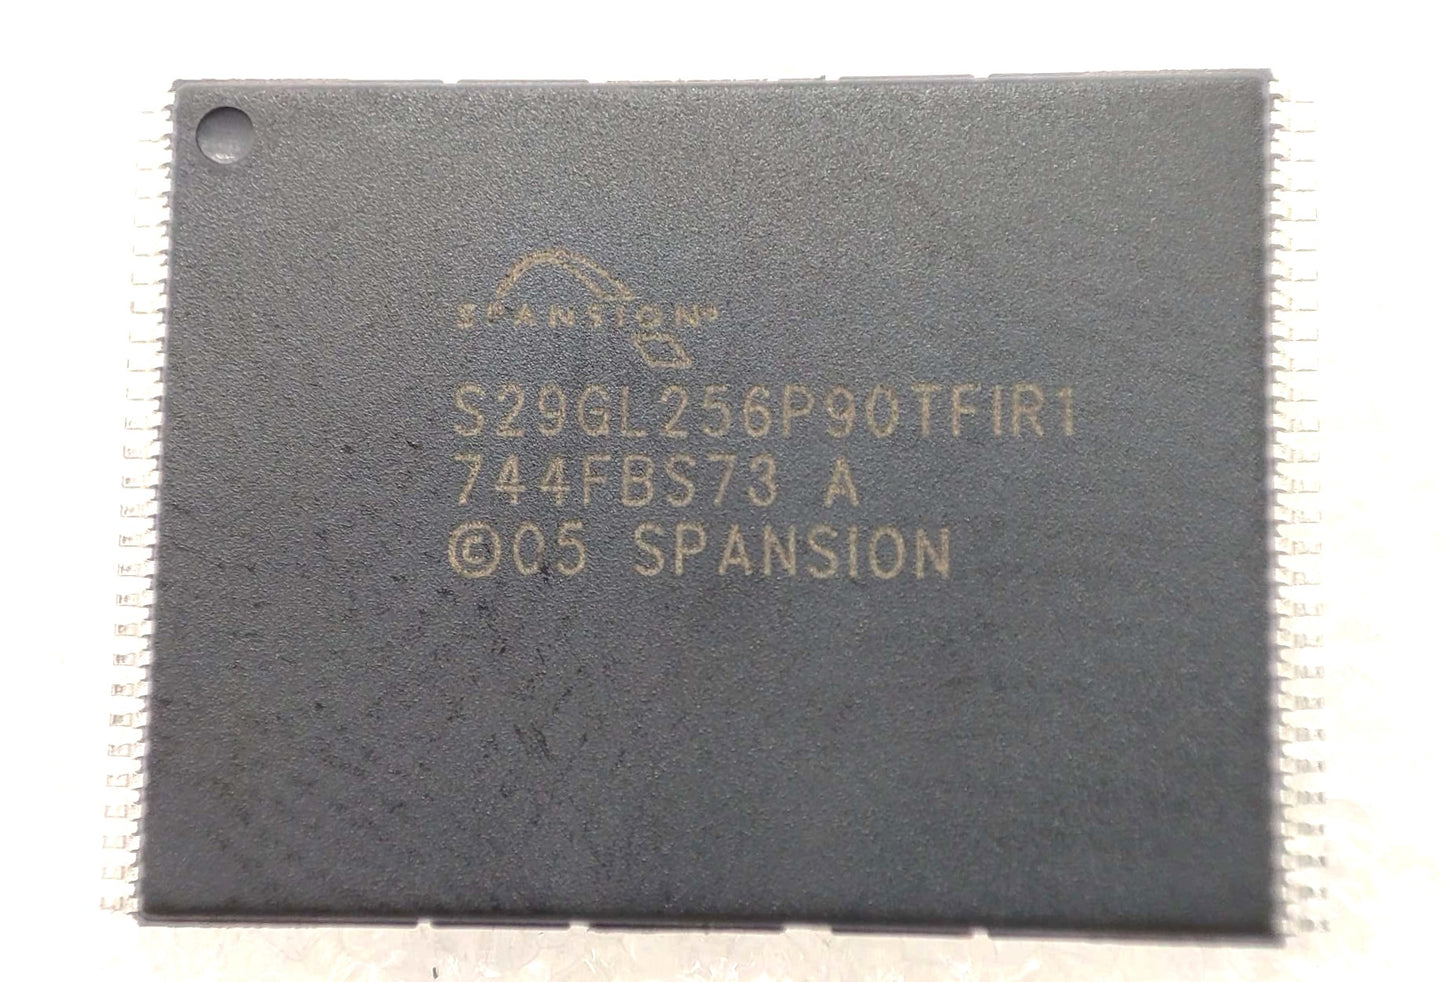 SPANSION®
S29GL256P90TFIR1
744FBS73 A
©05 SPANSION